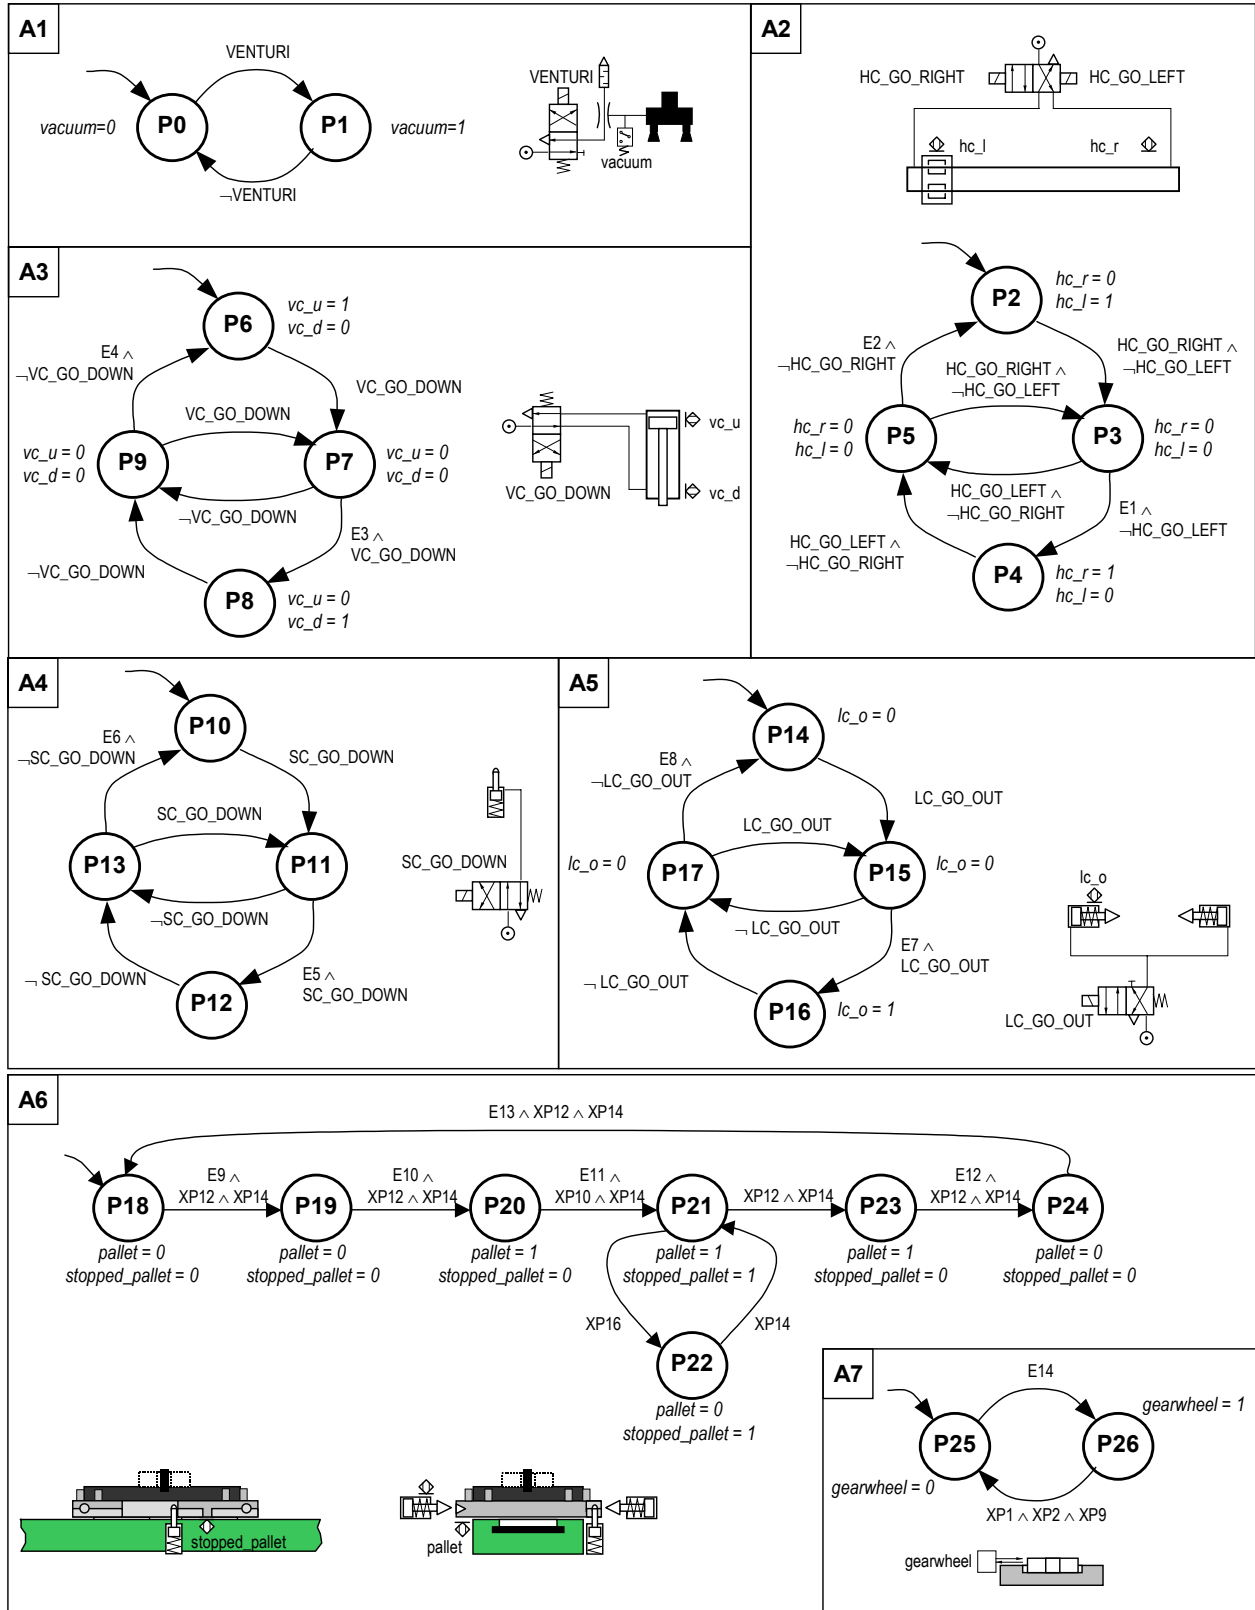 A1
VENTURI
P0
P1
vacuum=0
vacuum=1
¬VENTURI
VENTURI
vacuum
A2
HC_GO_RIGHT
HC_GO_LEFT
hc_l
hc_r
P2
hc_r = 0
hc_l = 1
E2 ∧
¬HC_GO_RIGHT
HC_GO_RIGHT ∧
¬HC_GO_LEFT
HC_GO_RIGHT ∧
¬HC_GO_LEFT
hc_r = 0
hc_l = 0
P5
P3
hc_r = 0
hc_l = 0
HC_GO_LEFT ∧
¬HC_GO_RIGHT
E1 ∧
¬HC_GO_LEFT
HC_GO_LEFT ∧
¬HC_GO_RIGHT
P4
hc_r = 1
hc_l = 0
A3
P6
vc_u = 1
vc_d = 0
E4 ∧
¬VC_GO_DOWN
VC_GO_DOWN
VC_GO_DOWN
vc_u = 0
vc_d = 0
P9
P7
vc_u = 0
vc_d = 0
¬VC_GO_DOWN
E3 ∧
VC_GO_DOWN
¬VC_GO_DOWN
P8
vc_u = 0
vc_d = 1
vc_u
VC_GO_DOWN
vc_d
A4
P10
E6 ∧
¬SC_GO_DOWN
SC_GO_DOWN
SC_GO_DOWN
P13
P11
¬SC_GO_DOWN
¬ SC_GO_DOWN
E5 ∧
SC_GO_DOWN
P12
SC_GO_DOWN
A5
P14
lc_o = 0
E8 ∧
¬LC_GO_OUT
LC_GO_OUT
LC_GO_OUT
lc_o = 0
P17
P15
lc_o = 0
¬ LC_GO_OUT
¬ LC_GO_OUT
E7 ∧
LC_GO_OUT
P16
lc_o = 1
lc_o
LC_GO_OUT
A6
E13 ∧ XP12 ∧ XP14
P18
E9 ∧
XP12 ∧ XP14
P19
E10 ∧
XP12 ∧ XP14
P20
E11 ∧
XP10 ∧ XP14
P21
XP12 ∧ XP14
P23
E12 ∧
XP12 ∧ XP14
P24
pallet = 0
stopped_pallet = 0
pallet = 0
stopped_pallet = 0
pallet = 1
stopped_pallet = 0
pallet = 1
stopped_pallet = 1
pallet = 1
stopped_pallet = 0
pallet = 0
stopped_pallet = 0
XP16
XP14
P22
pallet = 0
stopped_pallet = 1
stopped_pallet
pallet
A7
E14
gearwheel = 1
P25
P26
gearwheel = 0
XP1 ∧ XP2 ∧ XP9
gearwheel